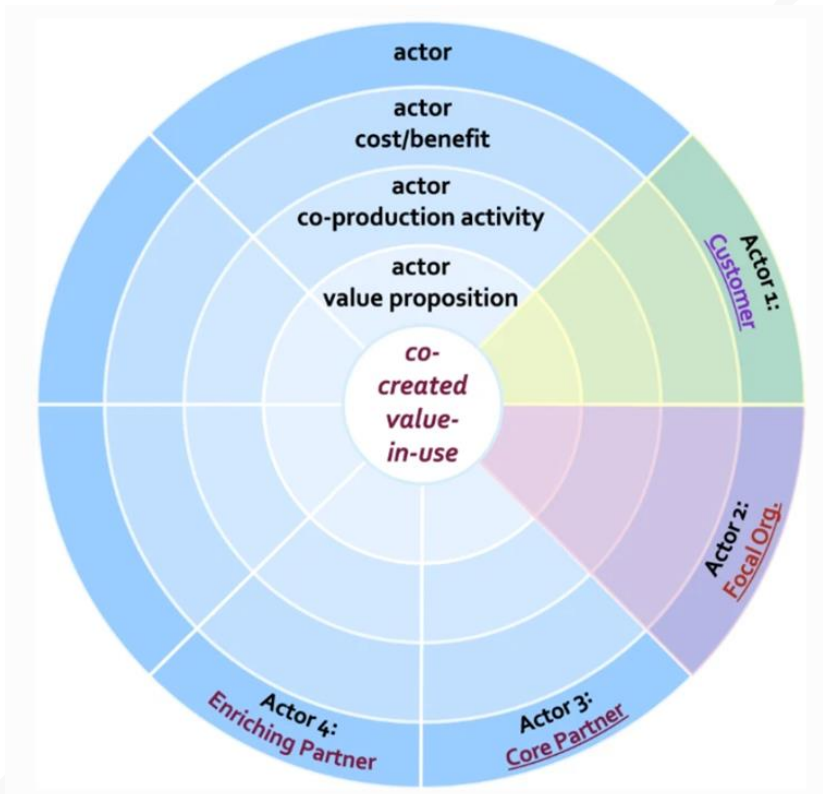 actor
actor
cost/benefit
actor
co-production activity
actor
value proposition
co-
created
value-
in-use
Actor 1:
Customer
Actor 2:
Focal Org.
Actor 3:
Core Partner
Actor 4:
Enriching Partner